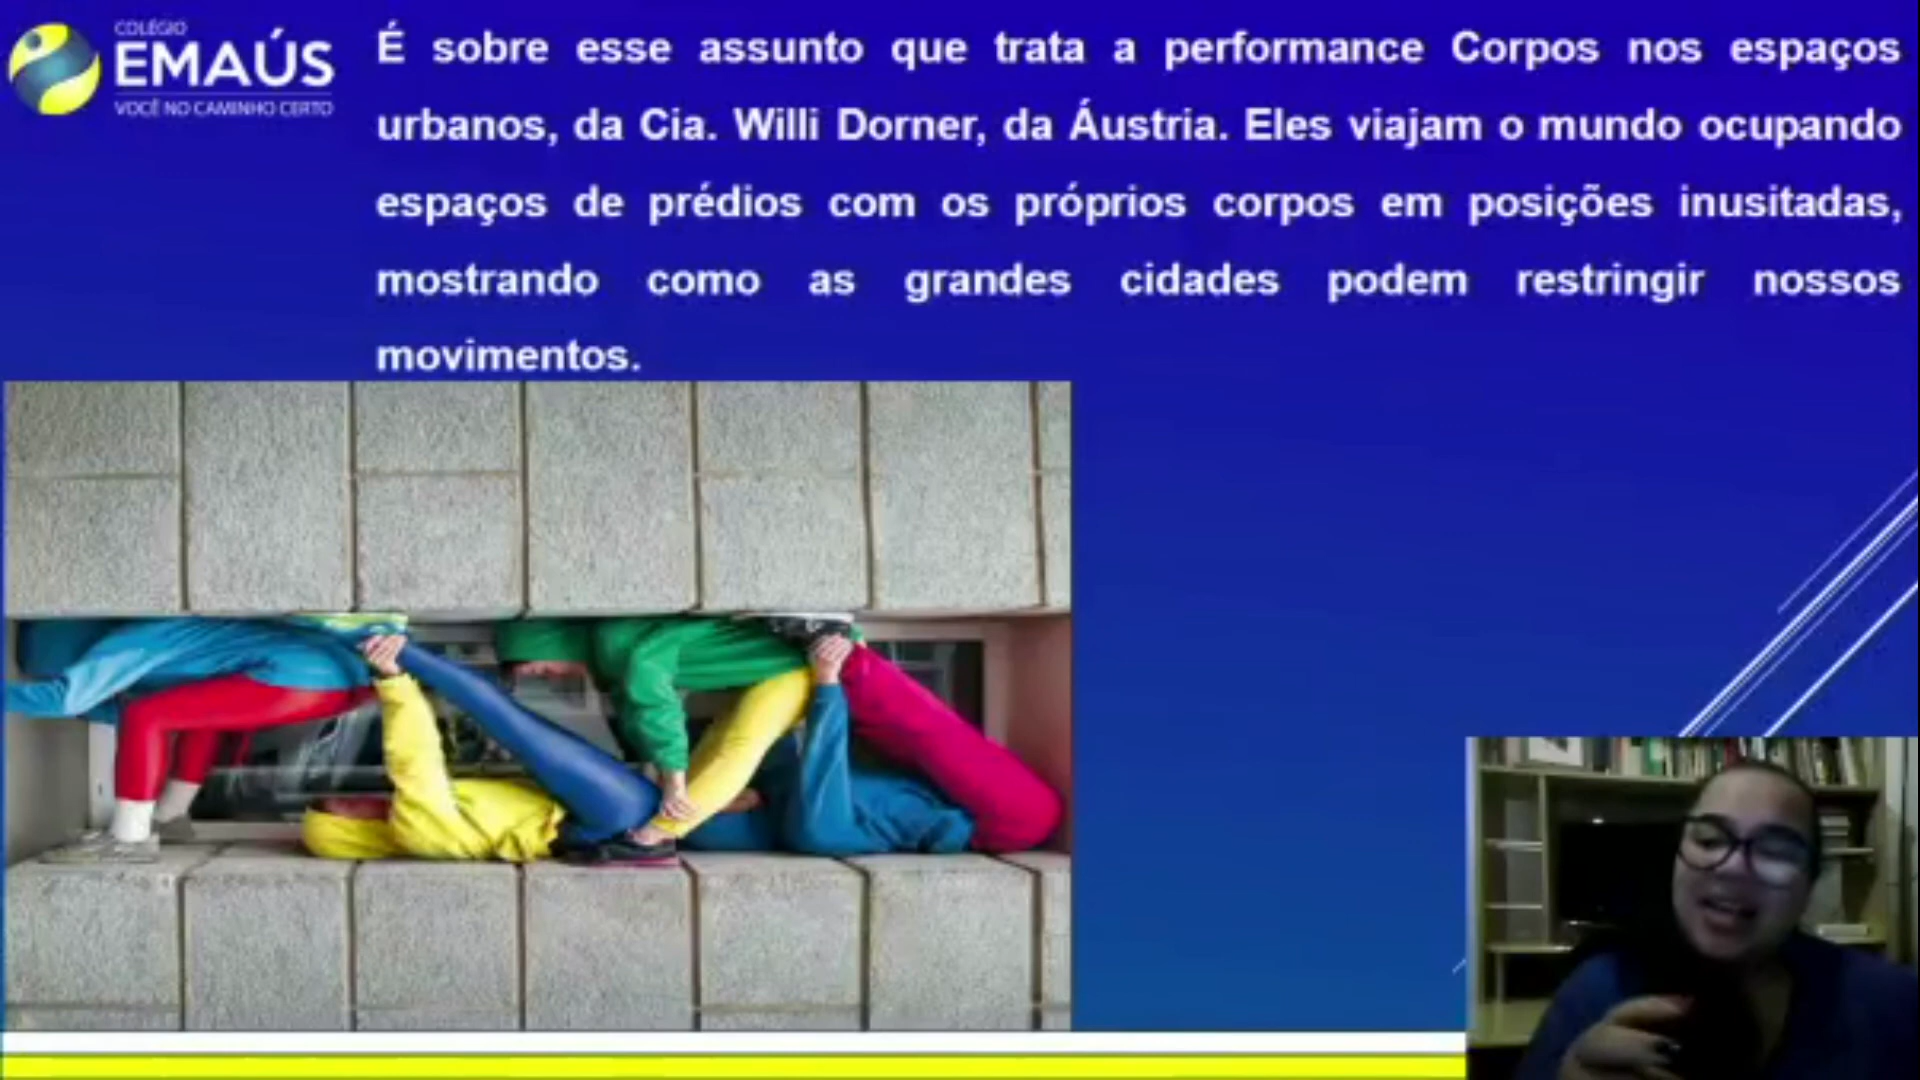 COLÉGIO
EMAÚS
VOCÊ NO CAMINHO CERTO
É sobre esse assunto que trata a performance Corpos nos espaços
urbanos, da Cia. Willi Dorner, da Áustria. Eles viajam o mundo ocupando
espaços de prédios com os próprios corpos em posições inusitadas,
mostrando como as grandes cidades podem restringir nossos
movimentos.